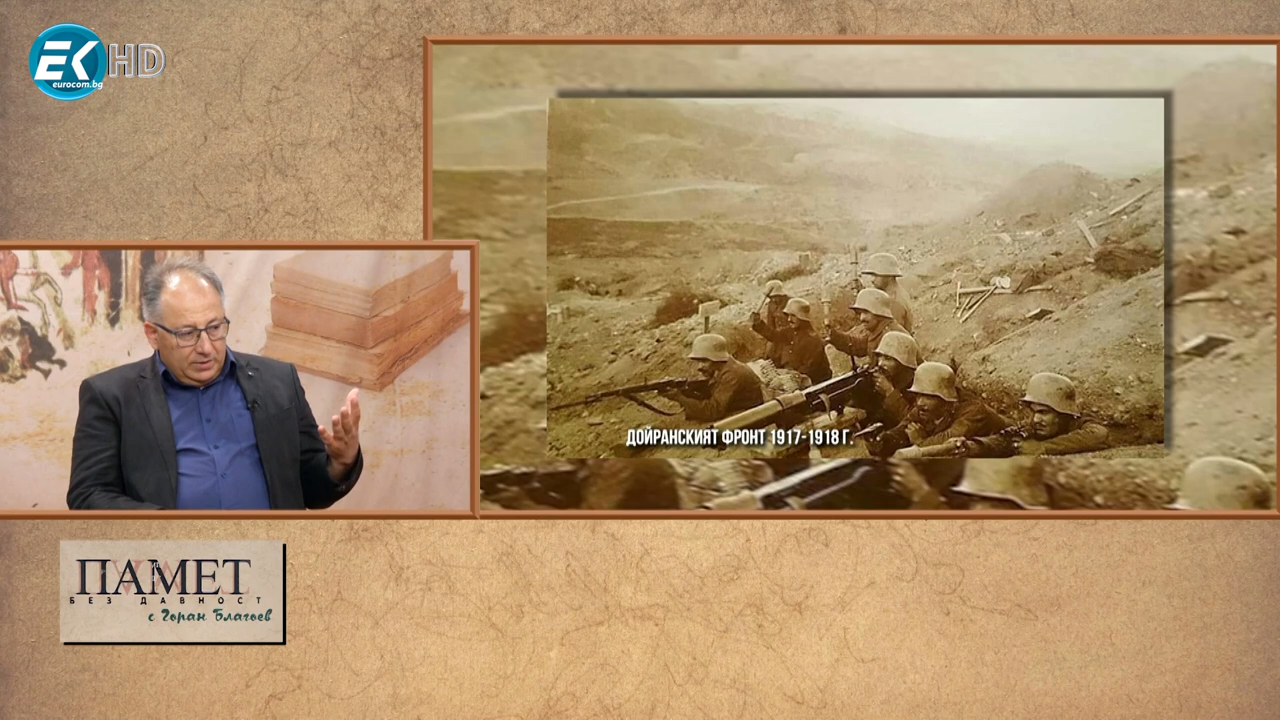 EK HD
eurocom.bg
ДОЙРАНСКИЯТ ФРОНТ 1917-1918 Г.
ПАМЕТ
БЕЗ ДАВНОСТ
с Горан Благоев